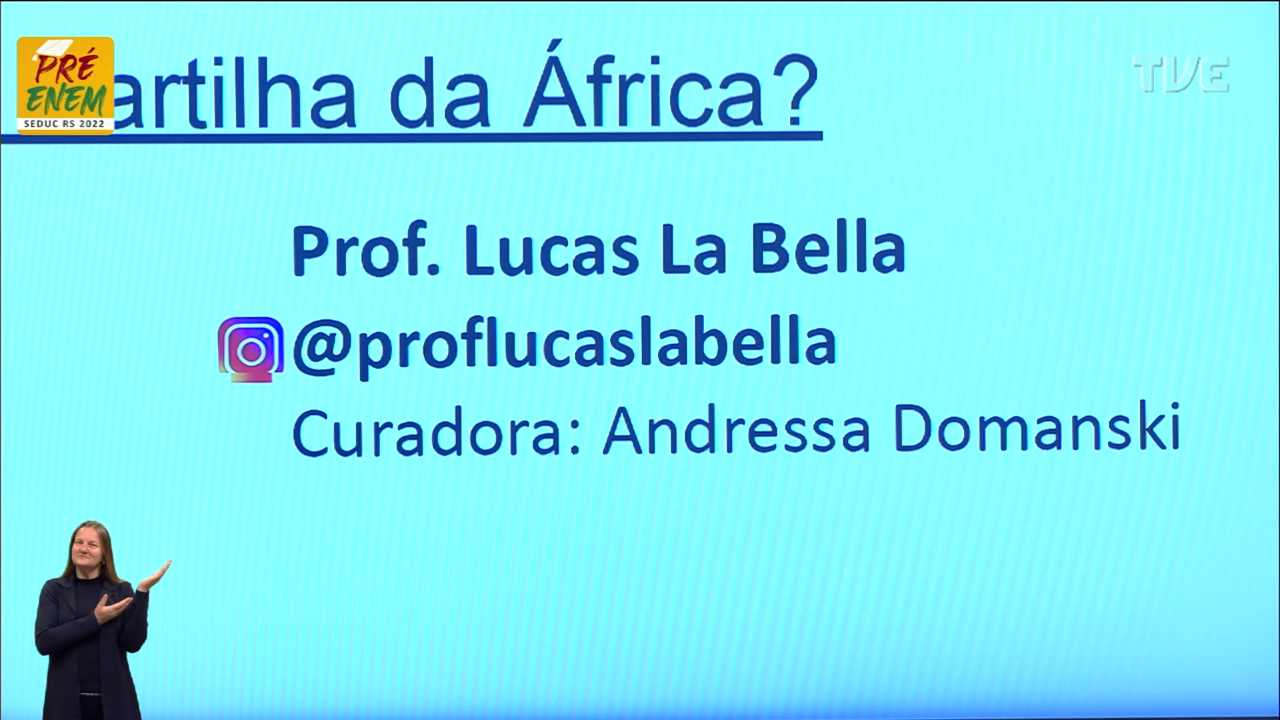 PRÉ
ENEM
SEDUC RS 2022
artilha da África?
TVE
Prof. Lucas La Bella
@proflucaslabella
Curadora: Andressa Domanski